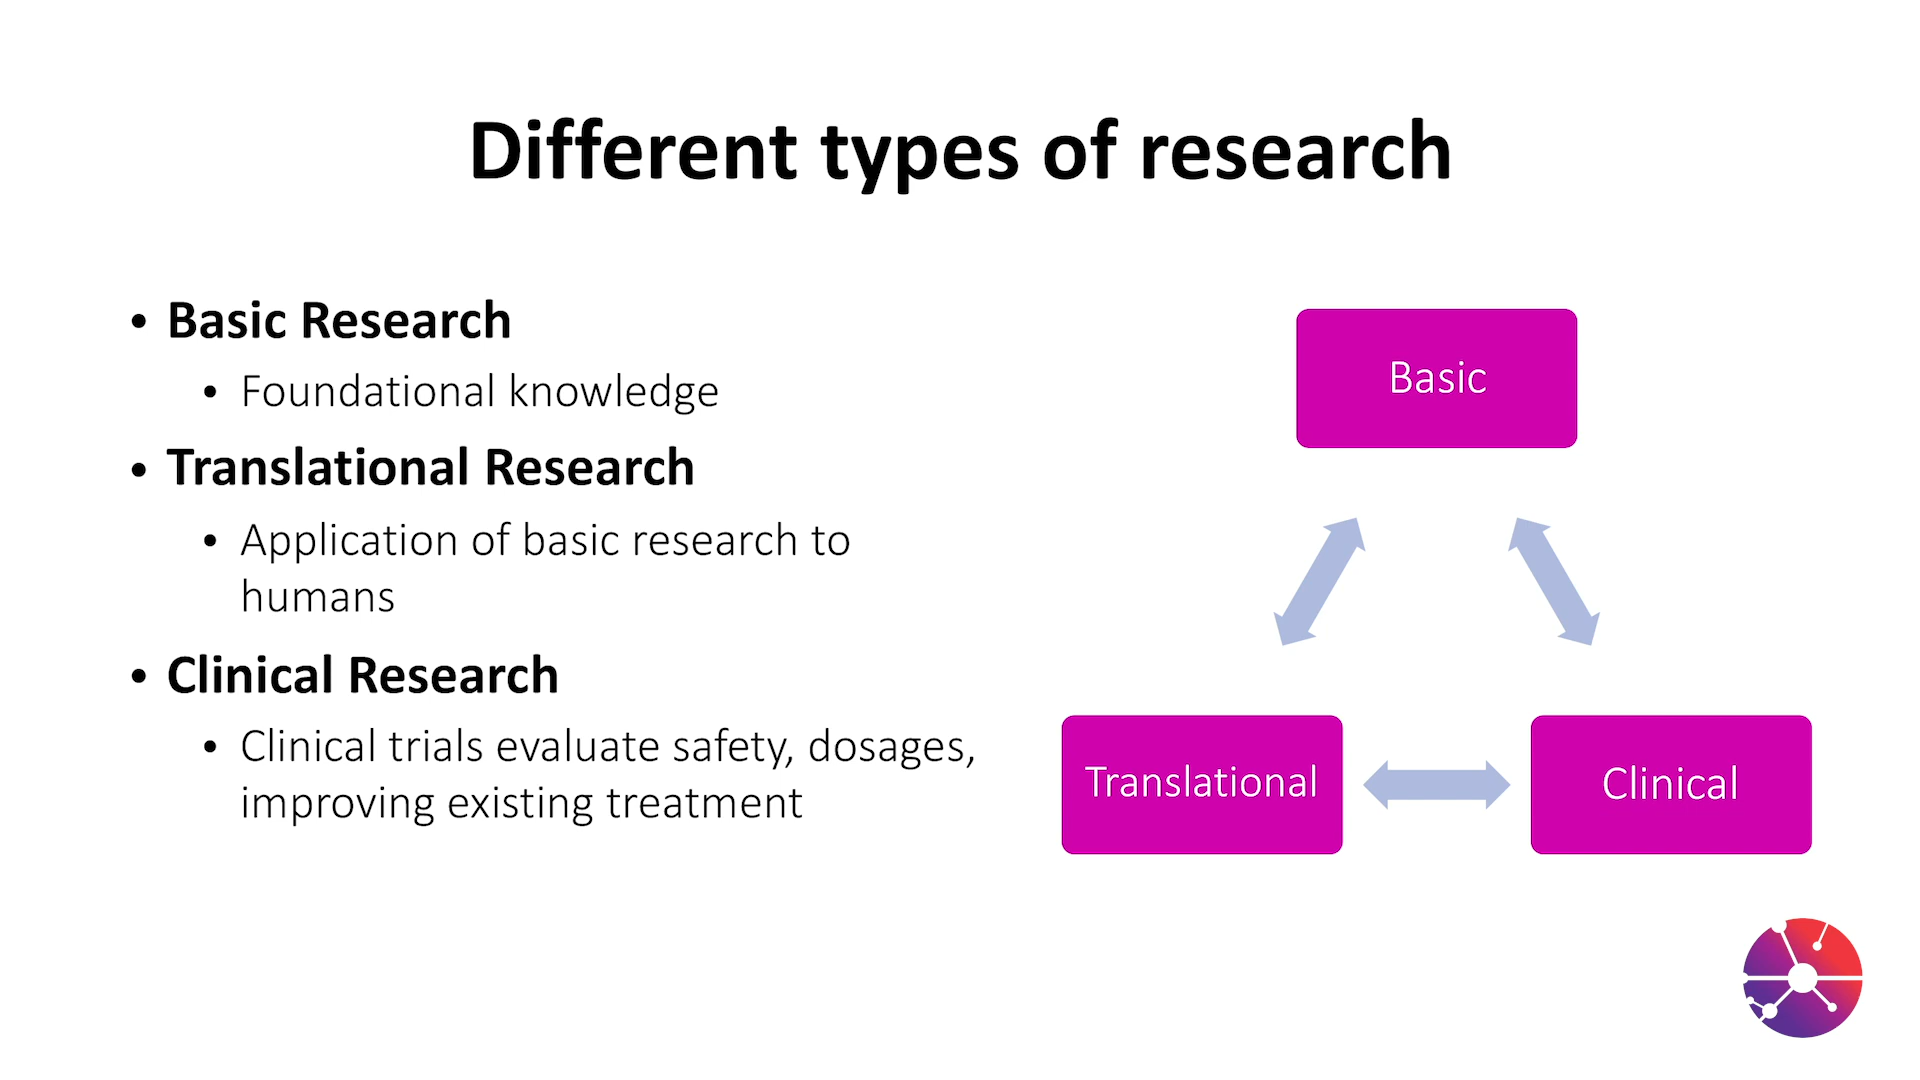 Different types of research
• Basic Research
• Foundational knowledge
• Translational Research
• Application of basic research to
humans
• Clinical Research
• Clinical trials evaluate safety, dosages,
improving existing treatment
Basic
Translational
Clinical